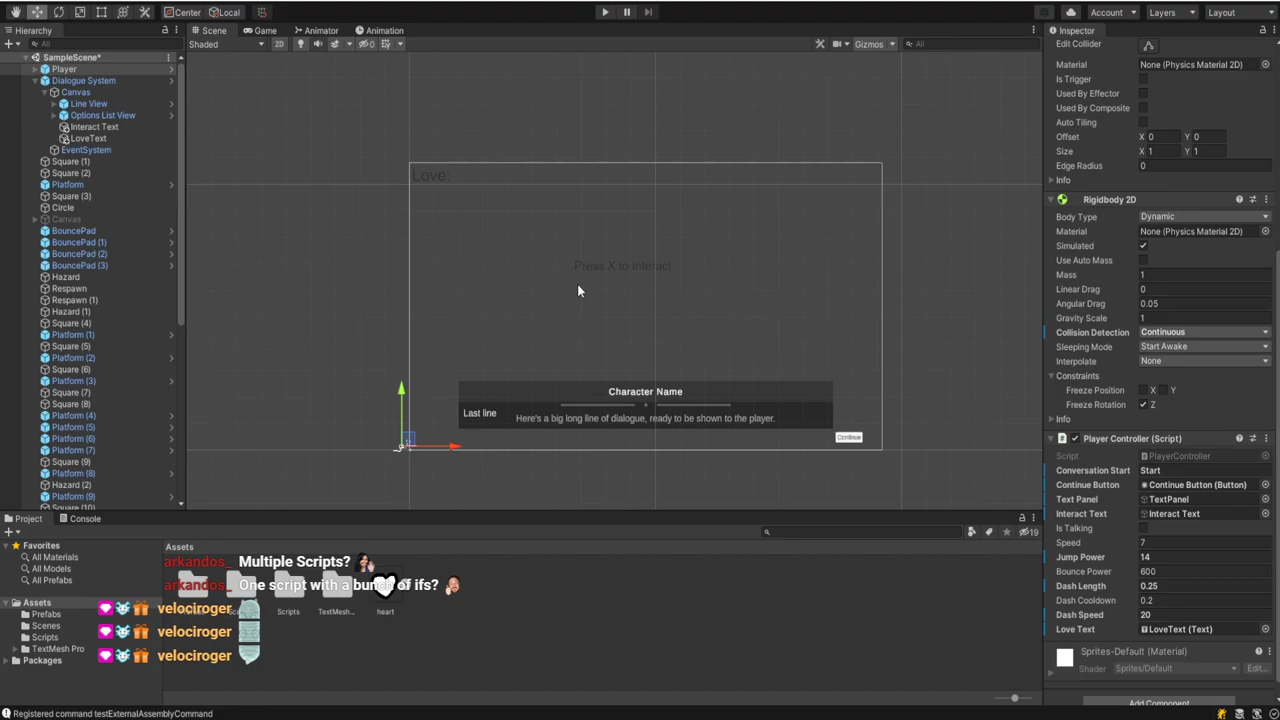 Center
Local
Account
Layers
Layout
Hierarchy
Scene
Game
Animator
Animation
Inspector
All
Shaded
2D
0
Gizmos
All
SampleScene*
Player
Dialogue System
Canvas
Line View
Options List View
Interact Text
LoveText
EventSystem
Square (1)
Square (2)
Platform
Square (3)
Circle
Canvas
BouncePad
BouncePad (1)
BouncePad (2)
BouncePad (3)
Hazard
Respawn
Respawn (1)
Hazard (1)
Square (4)
Platform (1)
Square (5)
Platform (2)
Square (6)
Platform (3)
Square (7)
Square (8)
Platform (4)
Platform (5)
Platform (6)
Platform (7)
Square (9)
Platform (8)
Hazard (2)
Platform (9)
Square (10)
Love:
Press X to Interact
Character Name
Last line
Here's a big long line of dialogue, ready to be shown to the player.
Continue
Edit Collider
Material None (Physics Material 2D)
Is Trigger
Used By Effector
Used By Composite
Auto Tiling
Offset X 0 Y 0
Size X 1 Y 1
Edge Radius 0
Info
Rigidbody 2D
Body Type Dynamic
Material None (Physics Material 2D)
Simulated
Use Auto Mass
Mass 1
Linear Drag 0
Angular Drag 0.05
Gravity Scale 1
Collision Detection Continuous
Sleeping Mode Start Awake
Interpolate None
Constraints
Freeze Position X Y
Freeze Rotation Z
Info
Player Controller (Script)
Script PlayerController
Conversation Start Start
Continue Button Continue Button (Button)
Text Panel TextPanel
Interact Text Interact Text
Is Talking
Speed 7
Jump Power 14
Bounce Power 600
Dash Length 0.25
Dash Cooldown 0.2
Dash Speed 20
Love Text LoveText (Text)
Sprites-Default (Material)
Shader Sprites/Default Edit...
Add Component
Project
Console
19
Favorites
All Materials
All Models
All Prefabs
Assets
Prefabs
Scenes
Scripts
TextMesh Pro
Packages
Assets
Scripts
TextMesh...
heart
arkandos_ Multiple Scripts?
arkandos_ One script with a bunch of ifs?
velociroger
velociroger
velociroger
Registered command testExternalAssemblyCommand